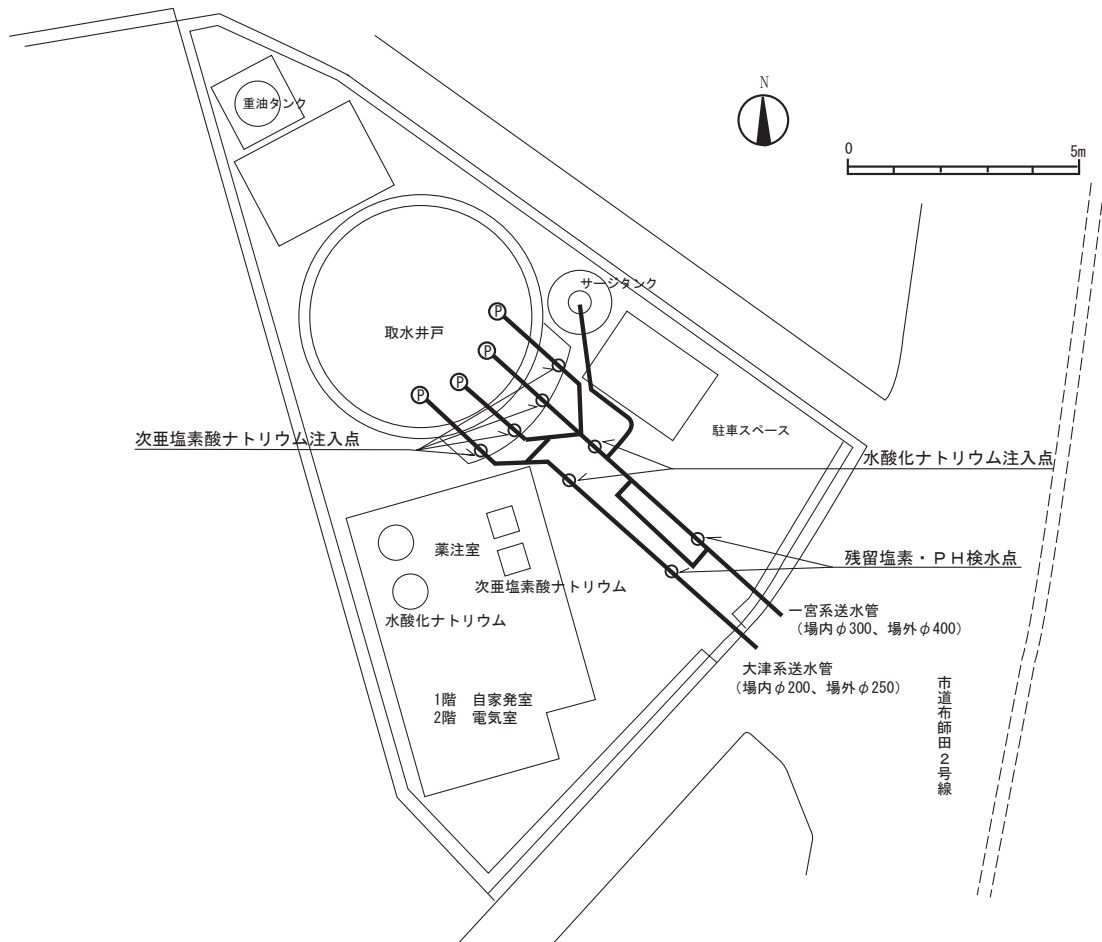 重油タンク
N
0
5m
サージタンク
取水井戸
P
P
P
P
駐車スペース
次亜塩素酸ナトリウム注入点
水酸化ナトリウム注入点
薬注室
次亜塩素酸ナトリウム
水酸化ナトリウム
残留塩素・PH検水点
一宮系送水管
（場内φ300、場外φ400）
大津系送水管
（場内φ200、場外φ250）
1階　自家発室
2階　電気室
市道布師田2号線